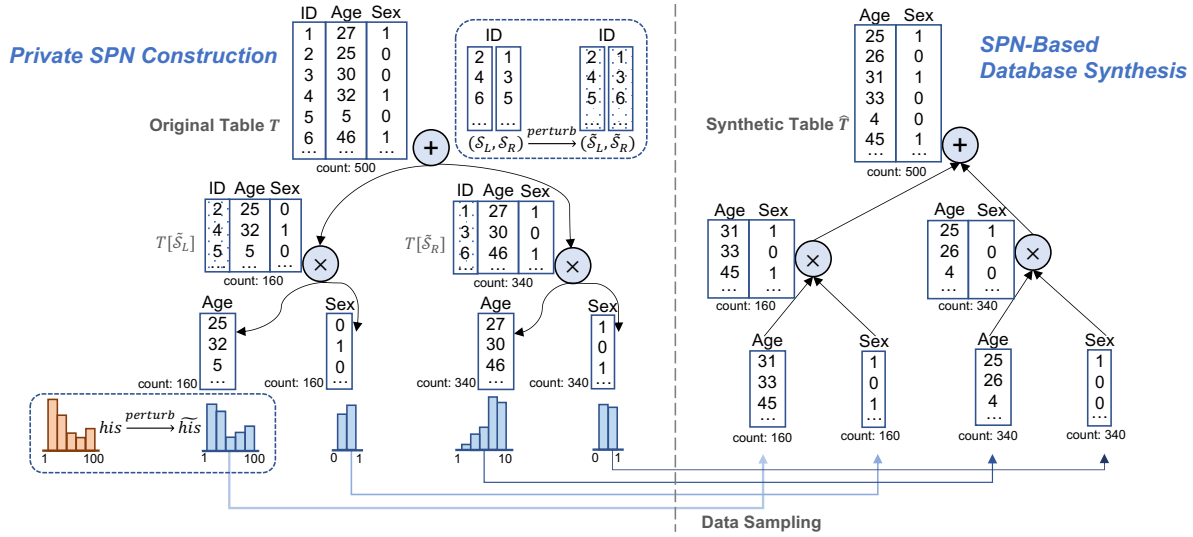 Private SPN Construction
ID Age Sex
1 27 1
2 25 0
3 30 0
4 32 1
5 5 0
6 46 1
... ... ...
Original Table T
count: 500
+
ID
2 1
4 3
6 5
... ...
(S_L, S_R)
perturb
ID
2 1
4 3
5 6
... ...
(S̃_L, S̃_R)
ID Age Sex
2 25 0
4 32 1
5 5 0
... ... ...
T[S̃_L]
count: 160
×
ID Age Sex
1 27 1
3 30 0
6 46 1
... ... ...
T[S̃_R]
count: 340
×
Age
25
32
5
...
count: 160
Sex
0
1
0
...
count: 160
Age
27
30
46
...
count: 340
Sex
1
0
1
...
count: 340
his perturb h̃is
1 100
1 100
0 1
1 10
0 1
SPN-Based
Database Synthesis
Age Sex
25 1
26 0
31 1
33 0
4 0
45 1
... ...
Synthetic Table T̂
count: 500
+
Age Sex
31 1
33 0
45 1
... ...
count: 160
×
Age Sex
25 1
26 0
4 0
... ...
count: 340
×
Age
31
33
45
...
count: 160
Sex
1
0
1
...
count: 160
Age
25
26
4
...
count: 340
Sex
1
0
0
...
count: 340
Data Sampling